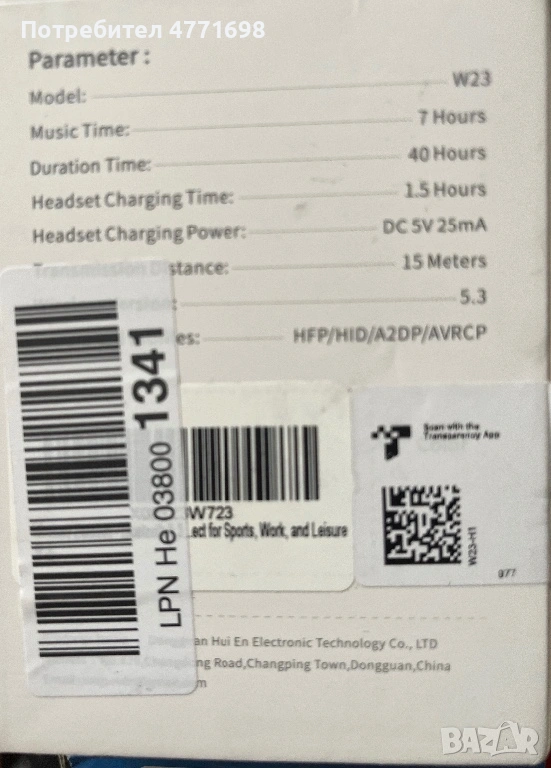 Потребител 4771698
Parameter :
Model: W23
Music Time: 7 Hours
Duration Time: 40 Hours
Headset Charging Time: 1.5 Hours
Headset Charging Power: DC 5V 25mA
Transmission Distance: 15 Meters
5.3
es: HFP/HID/A2DP/AVRCP
LPN He 03800 1341
W723
...ect for Sports, Work, and Leisure
Scan with the
Transparency App
W23-H1
977
an Hui En Electronic Technology Co., LTD
Road,Changping Town,Dongguan,China
BAZAR